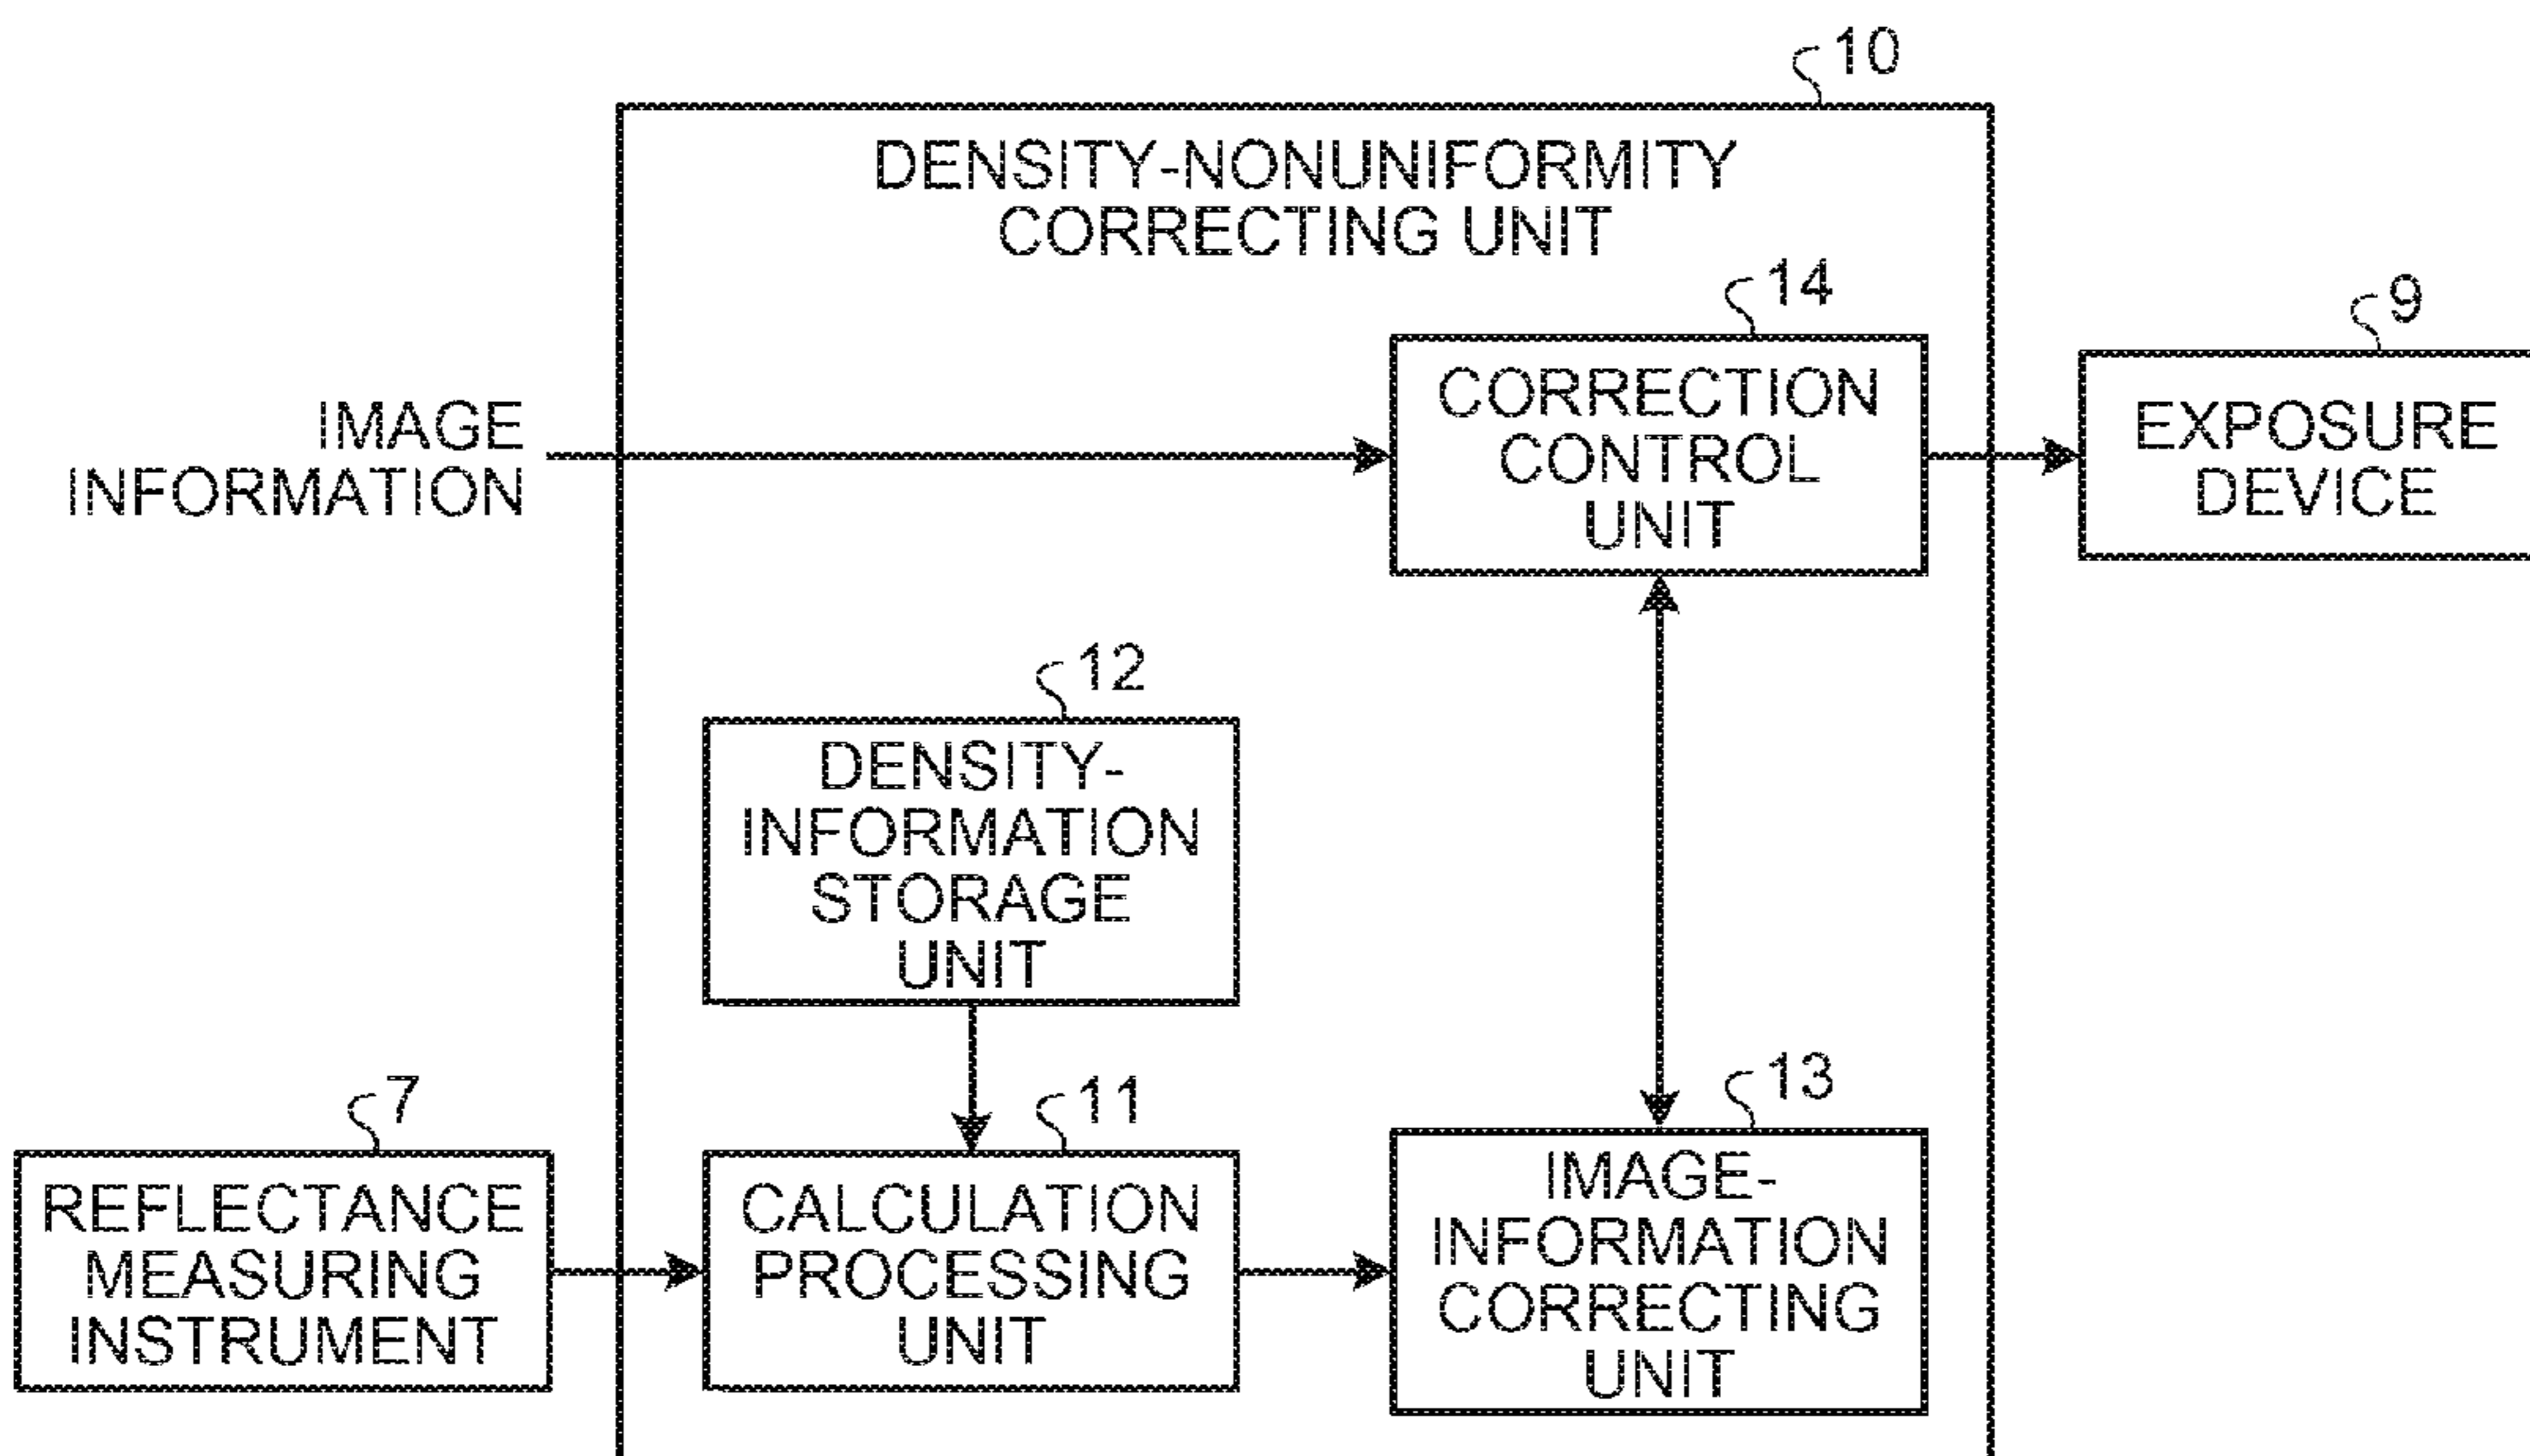 10
DENSITY-NONUNIFORMITY
CORRECTING UNIT
14
9
IMAGE
INFORMATION
CORRECTION
CONTROL
UNIT
EXPOSURE
DEVICE
12
DENSITY-
INFORMATION
STORAGE
UNIT
7
11
13
REFLECTANCE
MEASURING
INSTRUMENT
CALCULATION
PROCESSING
UNIT
IMAGE-
INFORMATION
CORRECTING
UNIT